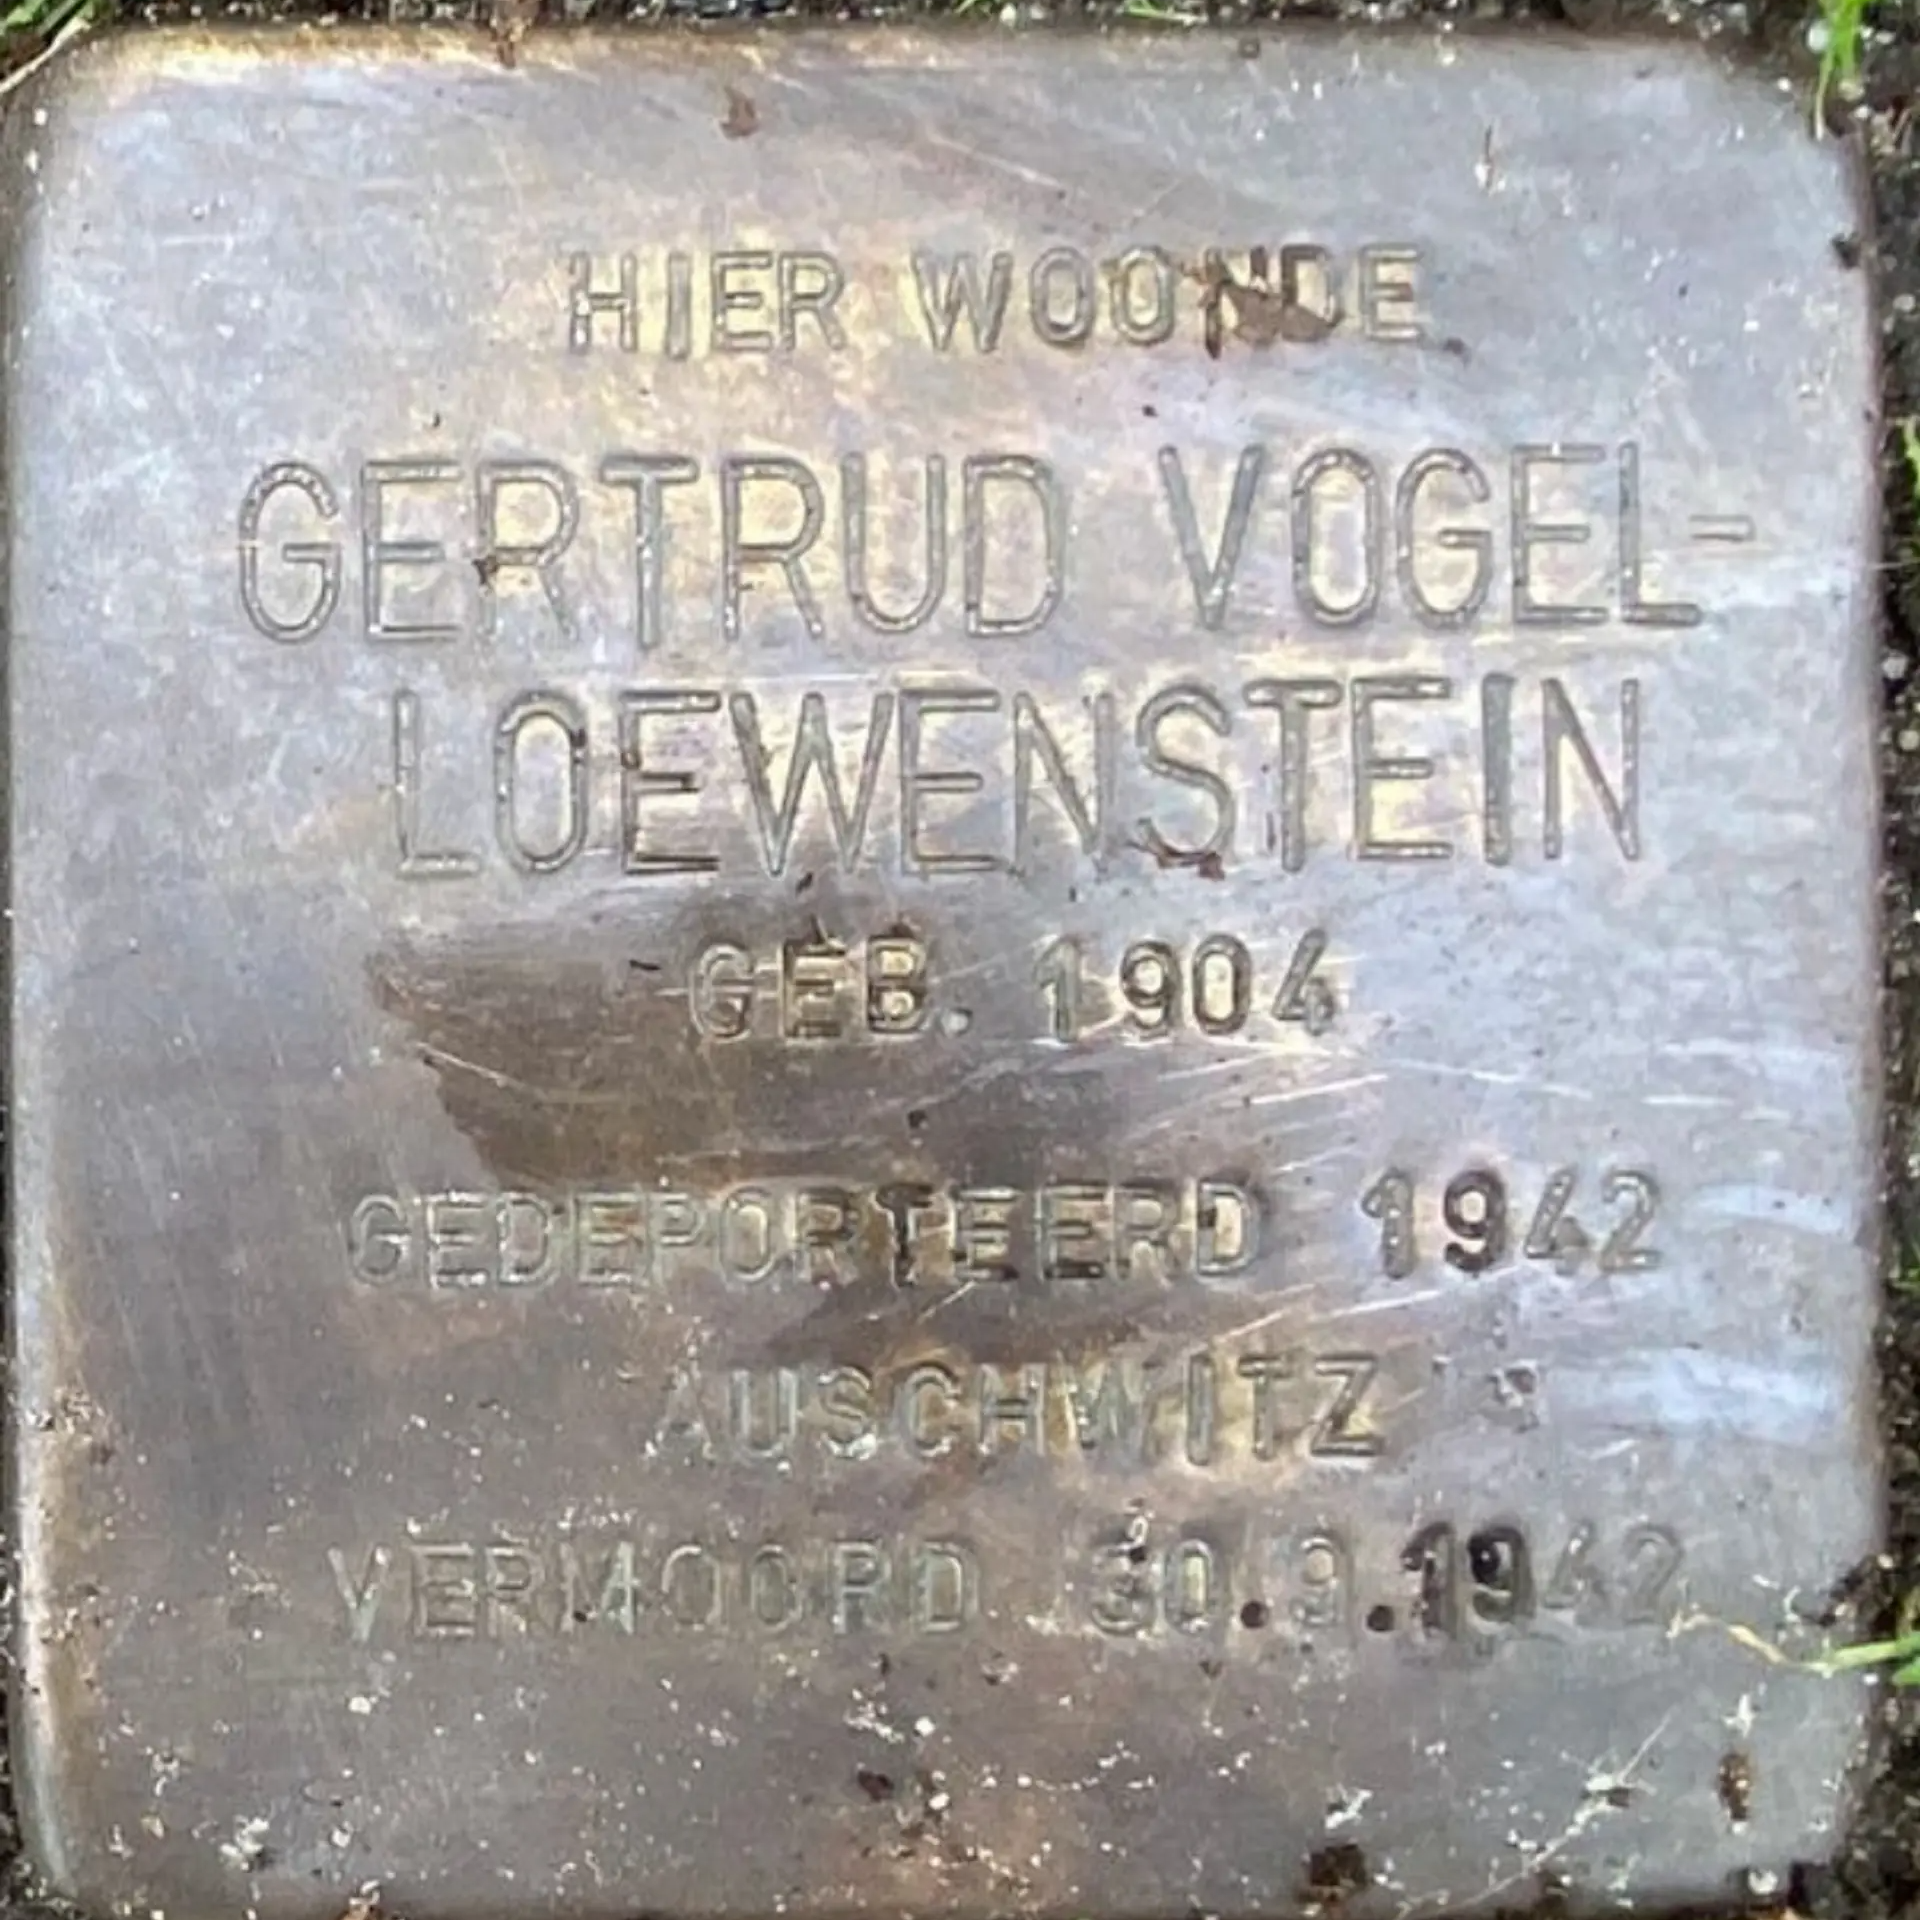 HIER WOONDE
GERTRUD VOGEL-
LOEWENSTEIN
GEB. 1904
GEDEPORTEERD 1942
AUSCHWITZ
VERMOORD 30.9.1942